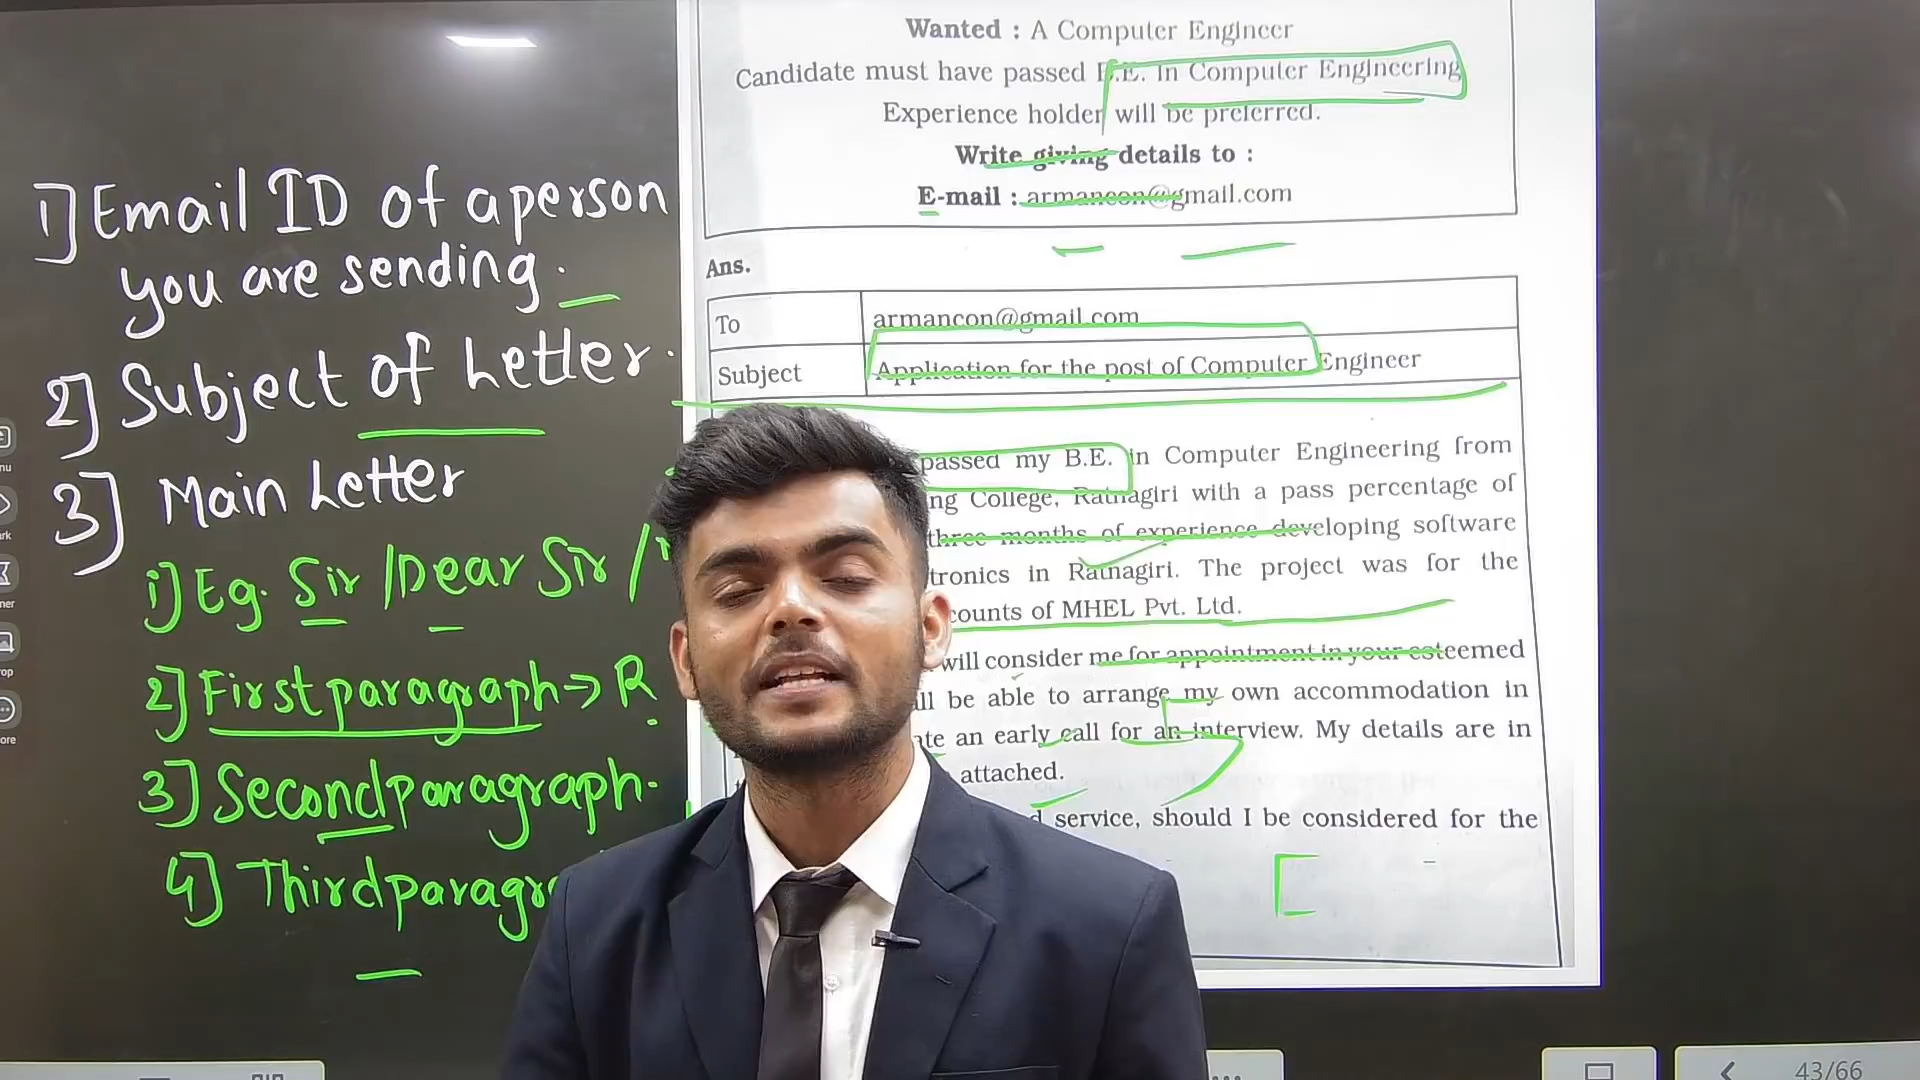 1] Email ID of a person
you are sending.
2] Subject of Letter.
3] Main Letter
1] Eg. Sir / Dear Sir /
2] First paragraph → R
3] Second paragraph.
4] Third paragra
Wanted : A Computer Engineer
Candidate must have passed B.E. in Computer Engineering
Experience holder will be preferred.
Write giving details to :
E-mail : armancon@gmail.com
Ans.
To armancon@gmail.com
Subject Application for the post of Computer Engineer
passed my B.E. in Computer Engineering from
ng College, Ratnagiri with a pass percentage of
three months of experience developing software
tronics in Ratnagiri. The project was for the
counts of MHEL Pvt. Ltd.
will consider me for appointment in your esteemed
ll be able to arrange my own accommodation in
ate an early call for an interview. My details are in
attached.
d service, should I be considered for the
43/66